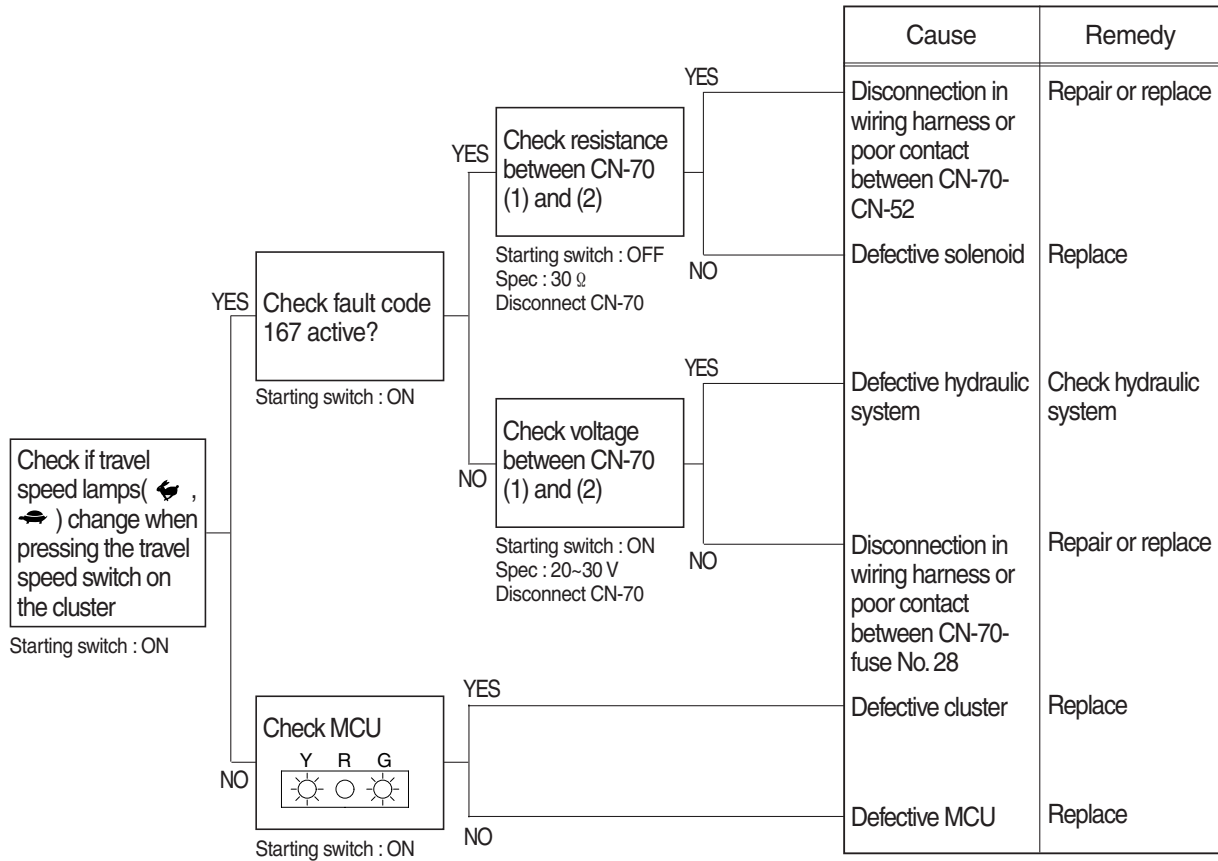 Cause
Remedy
YES
Disconnection in
wiring harness or
poor contact
between CN-70-
CN-52
Repair or replace
YES
Check resistance
between CN-70
(1) and (2)
Starting switch : OFF
Spec : 30 Ω
Disconnect CN-70
NO
Defective solenoid
Replace
YES
Check fault code
167 active?
Starting switch : ON
YES
Defective hydraulic
system
Check hydraulic
system
NO
Check voltage
between CN-70
(1) and (2)
Starting switch : ON
Spec : 20~30 V
Disconnect CN-70
NO
Disconnection in
wiring harness or
poor contact
between CN-70-
fuse No. 28
Repair or replace
Check if travel
speed lamps( ,
) change when
pressing the travel
speed switch on
the cluster
Starting switch : ON
YES
Defective cluster
Replace
NO
Check MCU
Y R G
Starting switch : ON
NO
Defective MCU
Replace